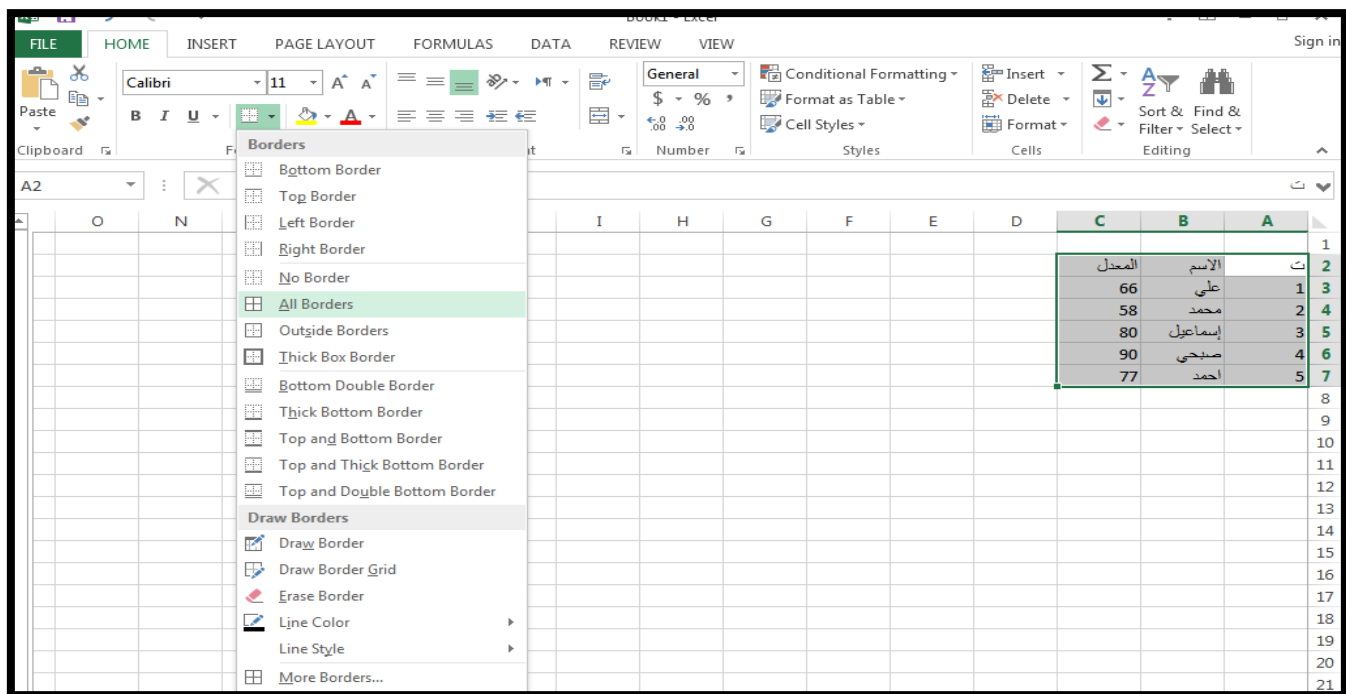 Book1 - Excel
FILE HOME INSERT PAGE LAYOUT FORMULAS DATA REVIEW VIEW Sign in
Paste
Calibri 11 A A
General
Conditional Formatting
Insert
Σ
$ % ,
Format as Table
Delete
Sort & Find &
B I U A
.00 .00
Cell Styles
Format
Filter Select
Clipboard Number Styles Cells Editing
A2 ت
Borders
Bottom Border
Top Border
Left Border
Right Border
No Border
All Borders
Outside Borders
Thick Box Border
Bottom Double Border
Thick Bottom Border
Top and Bottom Border
Top and Thick Bottom Border
Top and Double Bottom Border
Draw Borders
Draw Border
Draw Border Grid
Erase Border
Line Color
Line Style
More Borders...
O N I H G F E D C B A
1
ت الاسم المعدل 2
1 علي 66 3
2 محمد 58 4
3 إسماعيل 80 5
4 صبحي 90 6
5 احمد 77 7
8
9
10
11
12
13
14
15
16
17
18
19
20
21